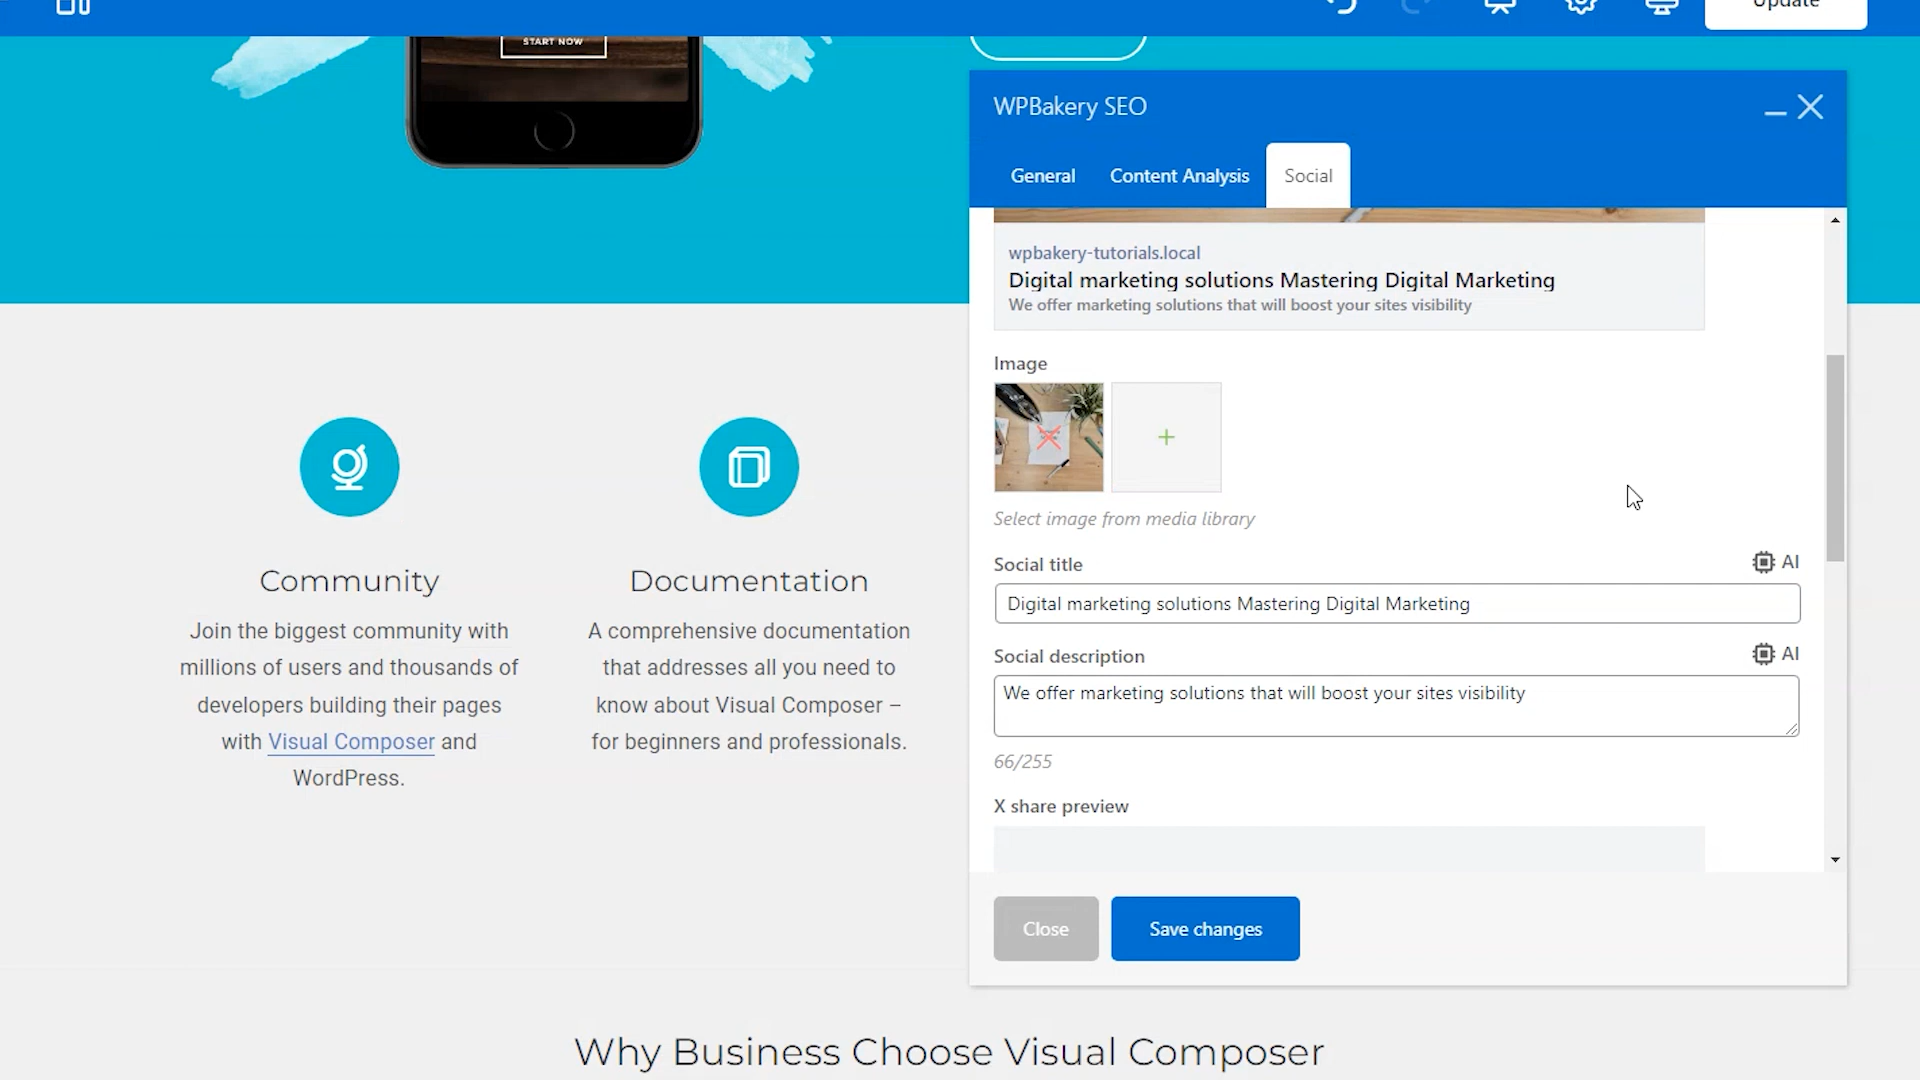 Update
START NOW
WPBakery SEO
General
Content Analysis
Social
wpbakery-tutorials.local
Digital marketing solutions Mastering Digital Marketing
We offer marketing solutions that will boost your sites visibility
Image
Select image from media library
Social title
AI
Digital marketing solutions Mastering Digital Marketing
Social description
AI
We offer marketing solutions that will boost your sites visibility
66/255
X share preview
Close
Save changes
Community
Join the biggest community with
millions of users and thousands of
developers building their pages
with Visual Composer and
WordPress.
Documentation
A comprehensive documentation
that addresses all you need to
know about Visual Composer –
for beginners and professionals.
Why Business Choose Visual Composer